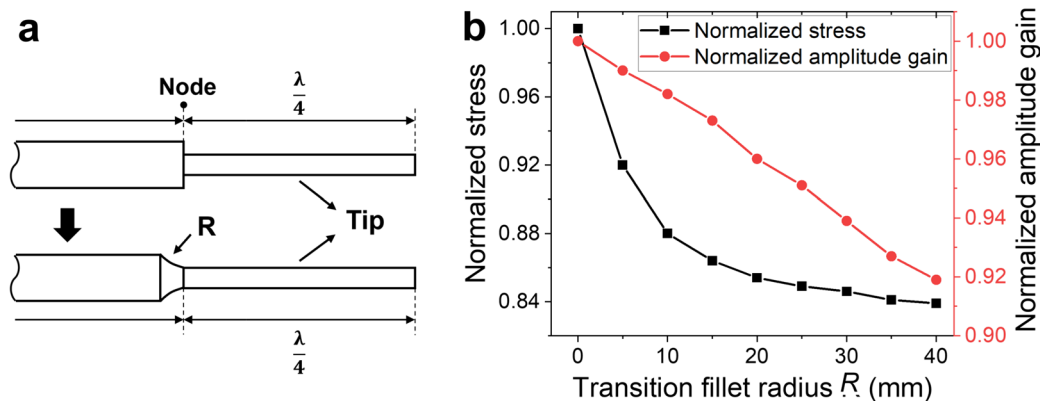 a
Node
λ
4
Tip
R
λ
4
b
Normalized stress
Normalized amplitude gain
1.00
0.96
0.92
0.88
0.84
Normalized stress
1.00
0.98
0.96
0.94
0.92
0.90
Normalized amplitude gain
0 10 20 30 40
Transition fillet radius R (mm)